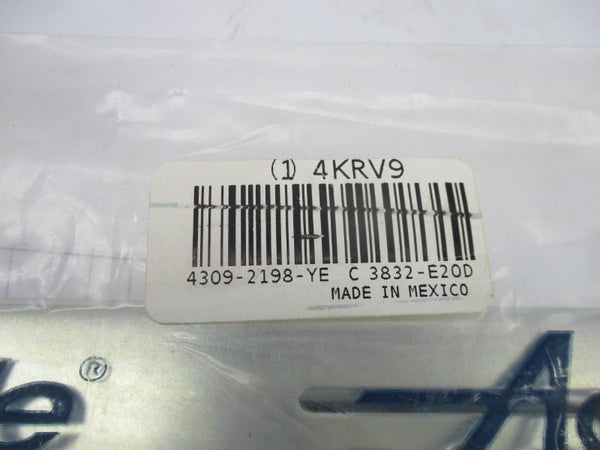 (1) 4KRV9
4309-2198-YE C 3832-E20D
MADE IN MEXICO
®